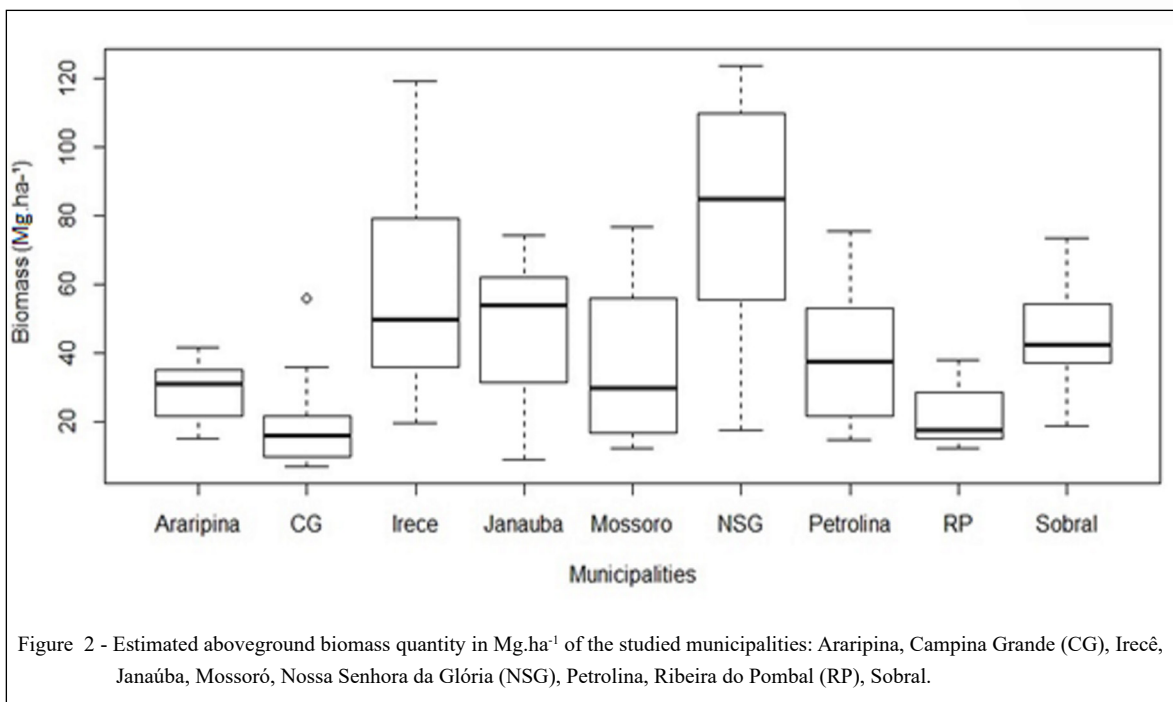 120
100
80
60
40
20
Biomass (Mg.ha-¹)
Araripina CG Irece Janauba Mossoro NSG Petrolina RP Sobral
Municipalities
Figure 2 - Estimated aboveground biomass quantity in Mg.ha-1 of the studied municipalities: Araripina, Campina Grande (CG), Irecê,
Janaúba, Mossoró, Nossa Senhora da Glória (NSG), Petrolina, Ribeira do Pombal (RP), Sobral.